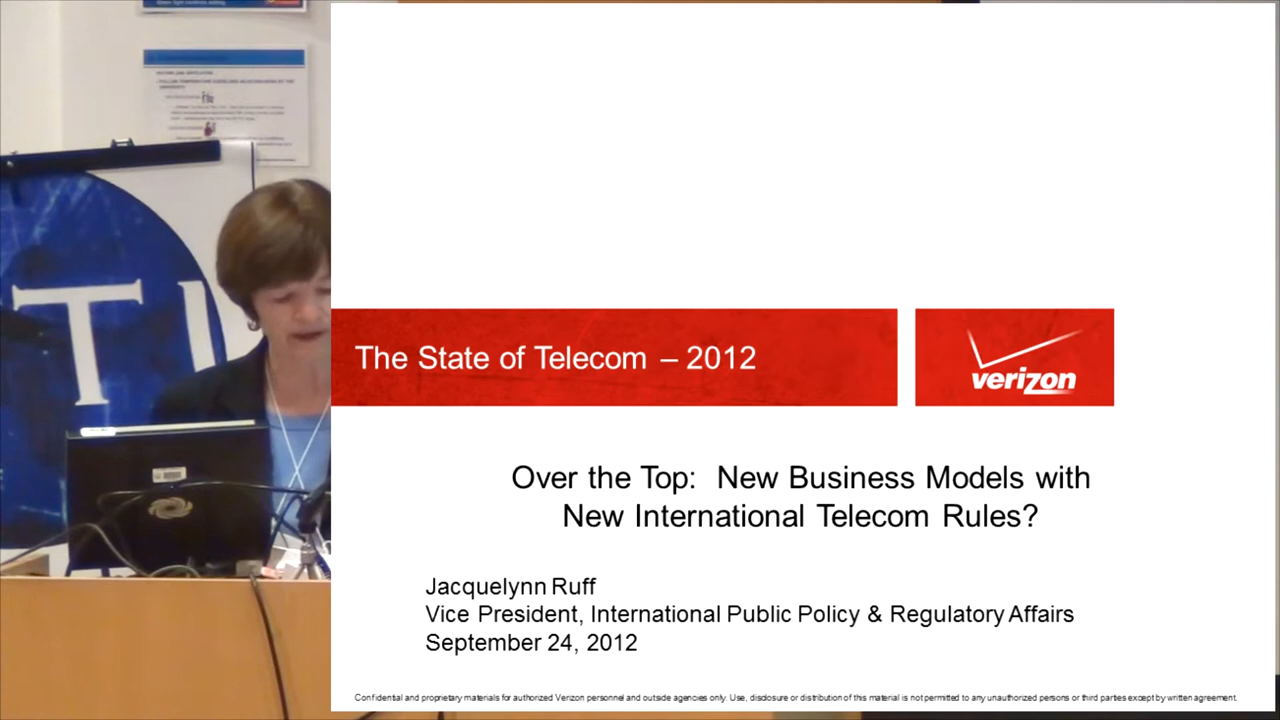 The State of Telecom – 2012
verizon
Over the Top: New Business Models with
New International Telecom Rules?
Jacquelynn Ruff
Vice President, International Public Policy & Regulatory Affairs
September 24, 2012
Confidential and proprietary materials for authorized Verizon personnel and outside agencies only. Use, disclosure or distribution of this material is not permitted to any unauthorized persons or third parties except by written agreement.